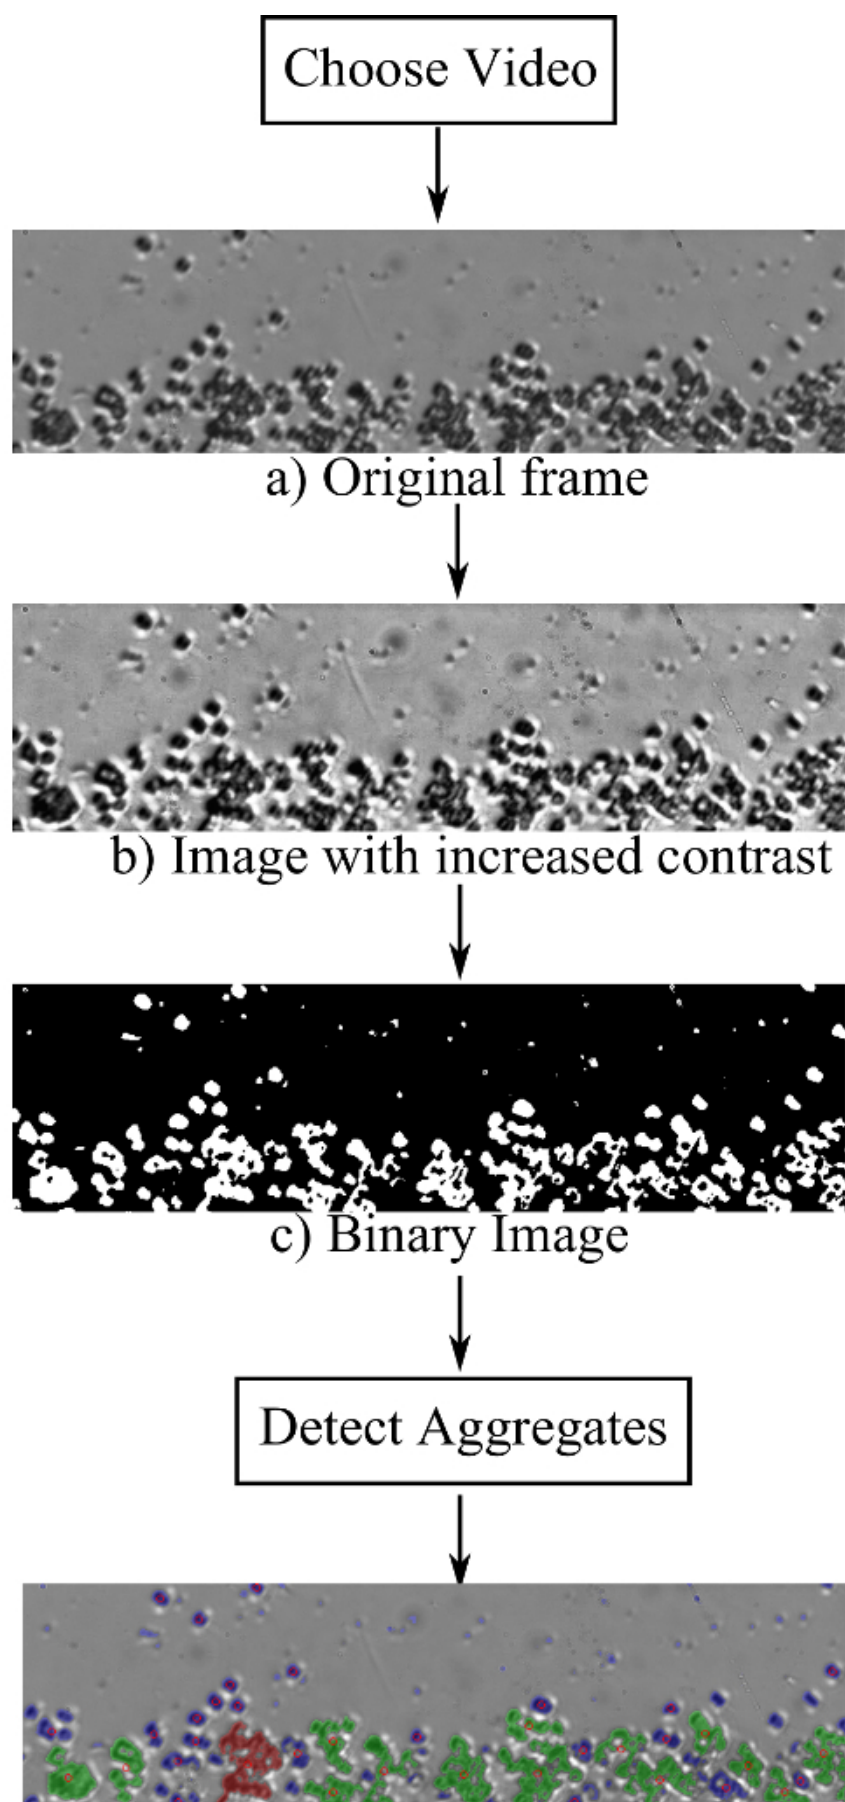 Choose Video
a) Original frame
b) Image with increased contrast
c) Binary Image
Detect Aggregates